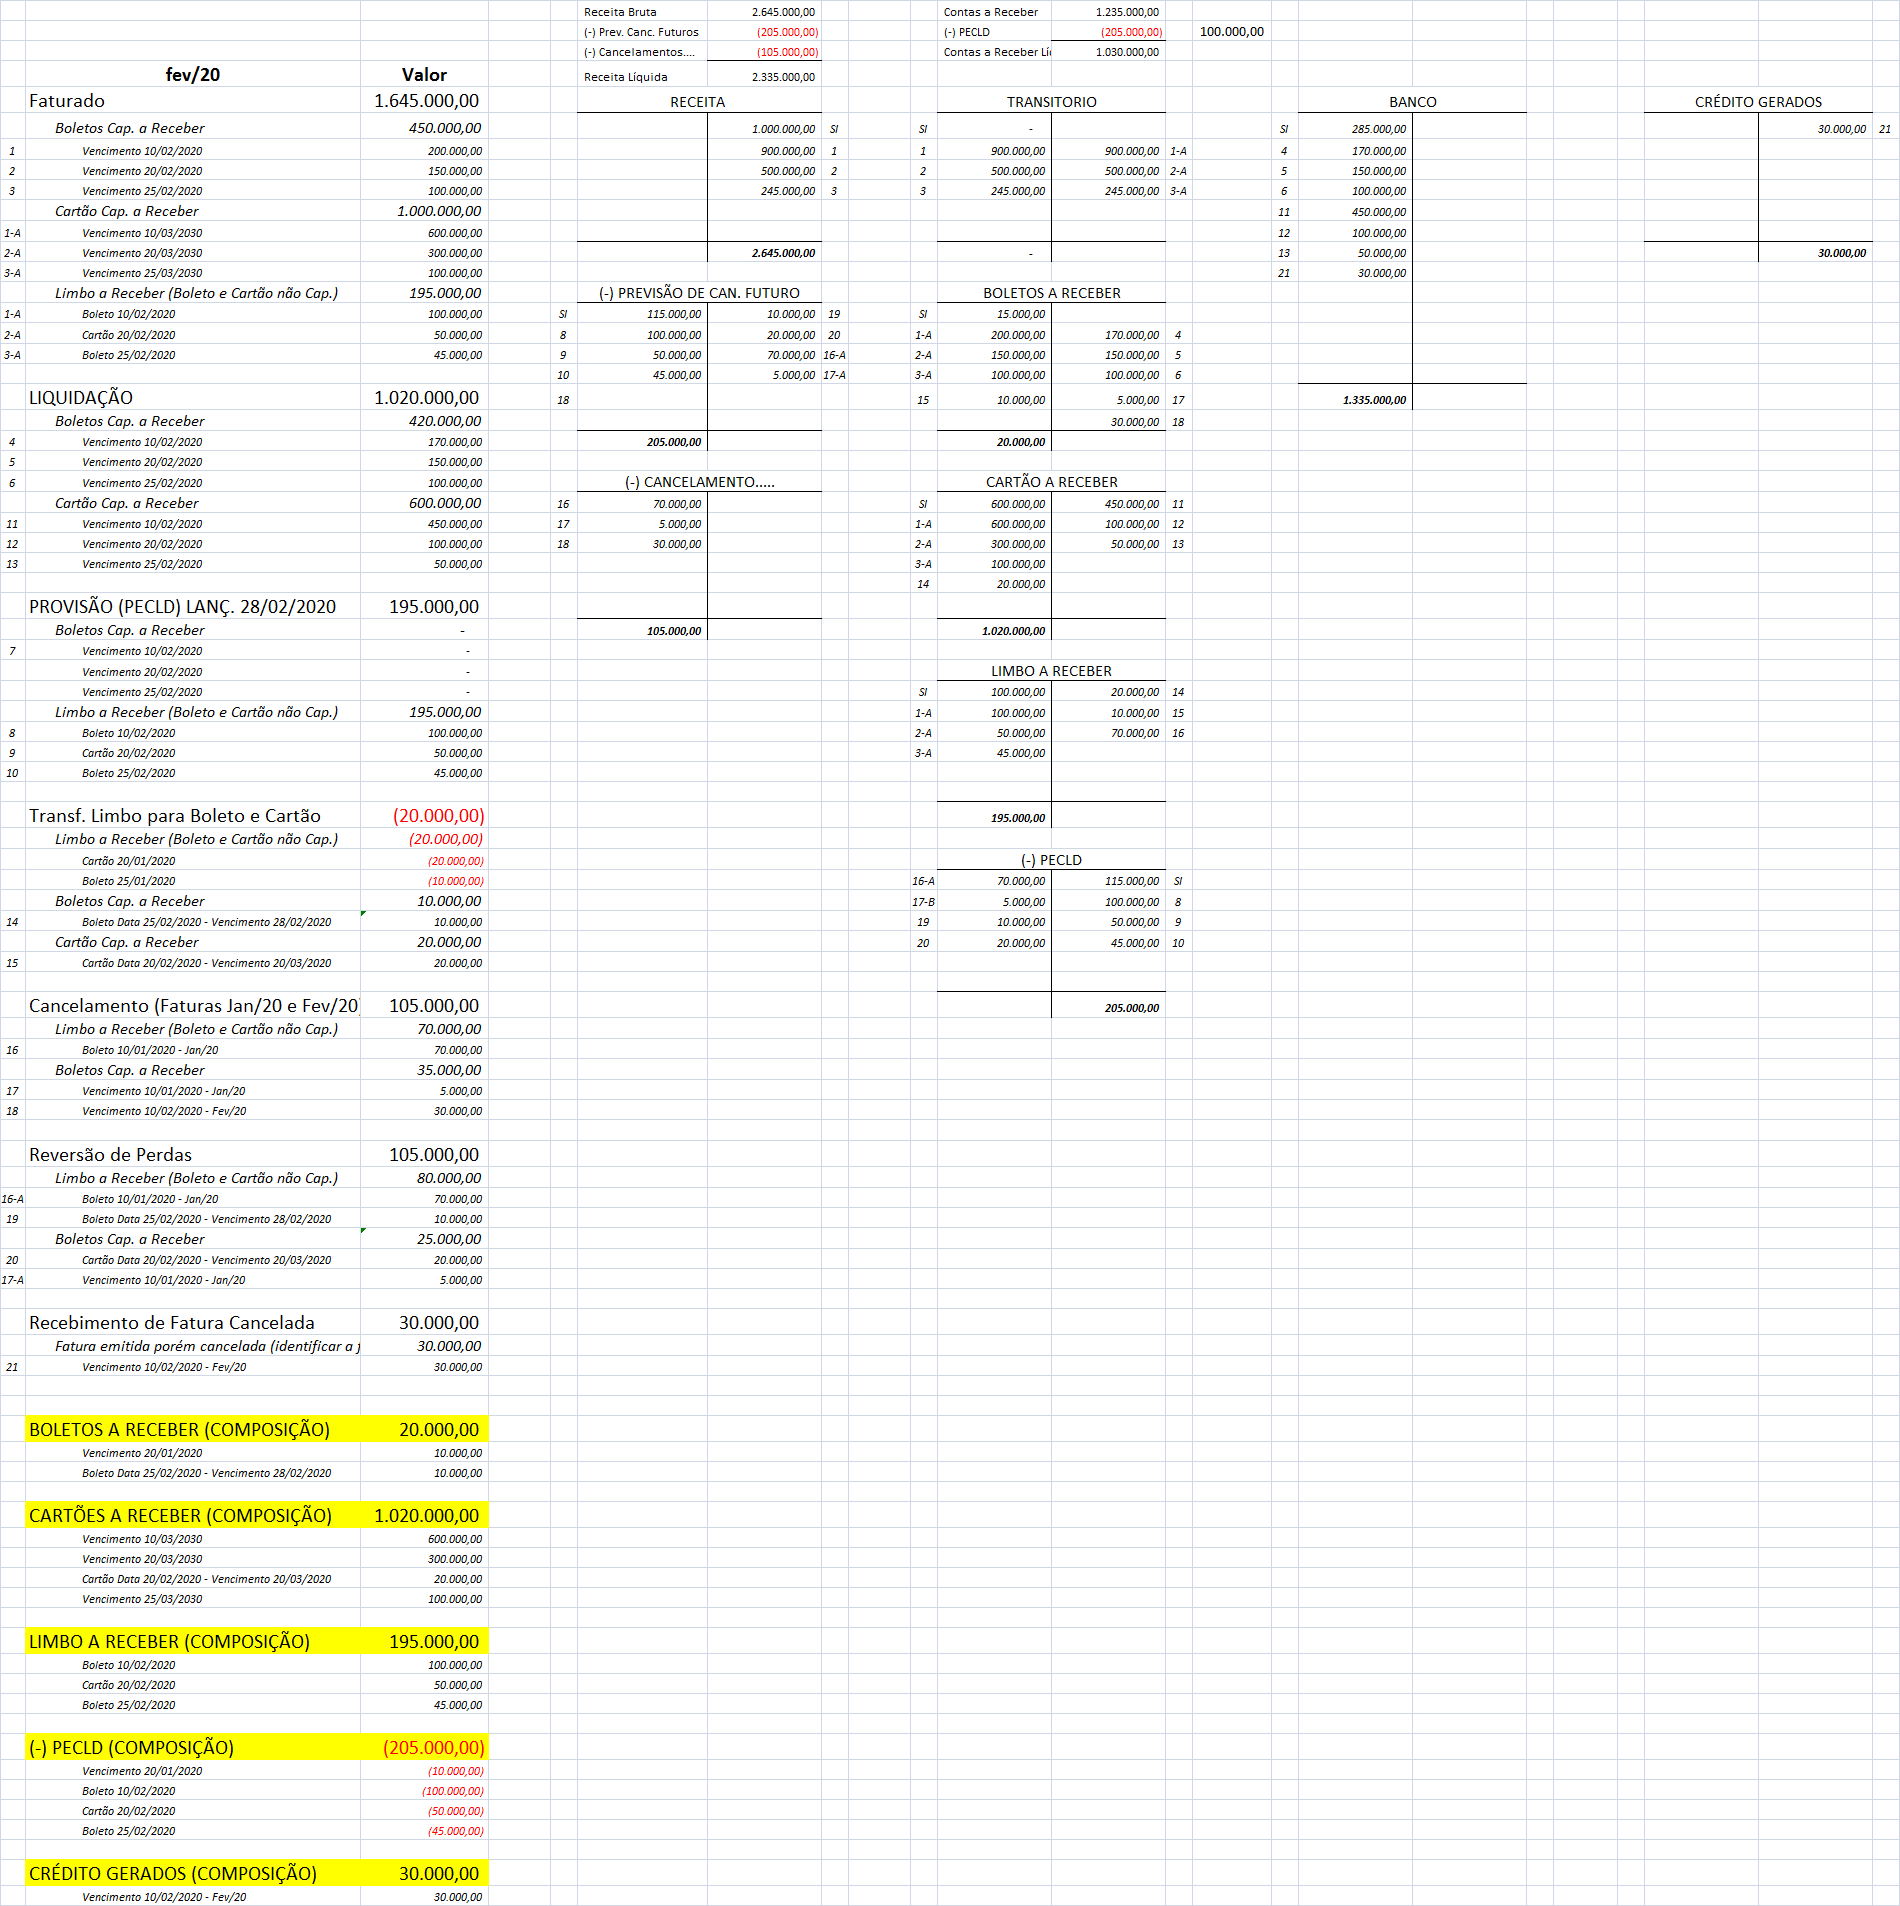 Receita Bruta 2.645.000,00 Contas a Receber 1.235.000,00
(-) Prev. Canc. Futuros (205.000,00) (-) PECLD (205.000,00) 100.000,00
(-) Cancelamentos.... (105.000,00) Contas a Receber Lí 1.030.000,00
fev/20 Valor Receita Líquida 2.335.000,00
Faturado 1.645.000,00 RECEITA TRANSITORIO BANCO CRÉDITO GERADOS
Boletos Cap. a Receber 450.000,00 1.000.000,00 SI SI - SI 285.000,00 30.000,00 21
1 Vencimento 10/02/2020 200.000,00 900.000,00 1 1 900.000,00 900.000,00 1-A 4 170.000,00
2 Vencimento 20/02/2020 150.000,00 500.000,00 2 2 500.000,00 500.000,00 2-A 5 150.000,00
3 Vencimento 25/02/2020 100.000,00 245.000,00 3 3 245.000,00 245.000,00 3-A 6 100.000,00
Cartão Cap. a Receber 1.000.000,00 11 450.000,00
1-A Vencimento 10/03/2030 600.000,00 12 100.000,00
2-A Vencimento 20/03/2030 300.000,00 2.645.000,00 - 13 50.000,00 30.000,00
3-A Vencimento 25/03/2030 100.000,00 21 30.000,00
Limbo a Receber (Boleto e Cartão não Cap.) 195.000,00 (-) PREVISÃO DE CAN. FUTURO BOLETOS A RECEBER
1-A Boleto 10/02/2020 100.000,00 SI 115.000,00 10.000,00 19 SI 15.000,00
2-A Cartão 20/02/2020 50.000,00 8 100.000,00 20.000,00 20 1-A 200.000,00 170.000,00 4
3-A Boleto 25/02/2020 45.000,00 9 50.000,00 70.000,00 16-A 2-A 150.000,00 150.000,00 5
10 45.000,00 5.000,00 17-A 3-A 100.000,00 100.000,00 6
LIQUIDAÇÃO 1.020.000,00 18 15 10.000,00 5.000,00 17 1.335.000,00
Boletos Cap. a Receber 420.000,00 30.000,00 18
4 Vencimento 10/02/2020 170.000,00 205.000,00 20.000,00
5 Vencimento 20/02/2020 150.000,00
6 Vencimento 25/02/2020 100.000,00 (-) CANCELAMENTO..... CARTÃO A RECEBER
Cartão Cap. a Receber 600.000,00 16 70.000,00 SI 600.000,00 450.000,00 11
11 Vencimento 10/02/2020 450.000,00 17 5.000,00 1-A 600.000,00 100.000,00 12
12 Vencimento 20/02/2020 100.000,00 18 30.000,00 2-A 300.000,00 50.000,00 13
13 Vencimento 25/02/2020 50.000,00 3-A 100.000,00
14 20.000,00
PROVISÃO (PECLD) LANÇ. 28/02/2020 195.000,00
Boletos Cap. a Receber - 105.000,00 1.020.000,00
7 Vencimento 10/02/2020 -
Vencimento 20/02/2020 - LIMBO A RECEBER
Vencimento 25/02/2020 - SI 100.000,00 20.000,00 14
Limbo a Receber (Boleto e Cartão não Cap.) 195.000,00 1-A 100.000,00 10.000,00 15
8 Boleto 10/02/2020 100.000,00 2-A 50.000,00 70.000,00 16
9 Cartão 20/02/2020 50.000,00 3-A 45.000,00
10 Boleto 25/02/2020 45.000,00
Transf. Limbo para Boleto e Cartão (20.000,00) 195.000,00
Limbo a Receber (Boleto e Cartão não Cap.) (20.000,00)
Cartão 20/01/2020 (20.000,00) (-) PECLD
Boleto 25/01/2020 (10.000,00) 16-A 70.000,00 115.000,00 SI
Boletos Cap. a Receber 10.000,00 17-B 5.000,00 100.000,00 8
14 Boleto Data 25/02/2020 - Vencimento 28/02/2020 10.000,00 19 10.000,00 50.000,00 9
Cartão Cap. a Receber 20.000,00 20 20.000,00 45.000,00 10
15 Cartão Data 20/02/2020 - Vencimento 20/03/2020 20.000,00
Cancelamento (Faturas Jan/20 e Fev/20) 105.000,00 205.000,00
Limbo a Receber (Boleto e Cartão não Cap.) 70.000,00
16 Boleto 10/01/2020 - Jan/20 70.000,00
Boletos Cap. a Receber 35.000,00
17 Vencimento 10/01/2020 - Jan/20 5.000,00
18 Vencimento 10/02/2020 - Fev/20 30.000,00
Reversão de Perdas 105.000,00
Limbo a Receber (Boleto e Cartão não Cap.) 80.000,00
16-A Boleto 10/01/2020 - Jan/20 70.000,00
19 Boleto Data 25/02/2020 - Vencimento 28/02/2020 10.000,00
Boletos Cap. a Receber 25.000,00
20 Cartão Data 20/02/2020 - Vencimento 20/03/2020 20.000,00
17-A Vencimento 10/01/2020 - Jan/20 5.000,00
Recebimento de Fatura Cancelada 30.000,00
Fatura emitida porém cancelada (identificar a f 30.000,00
21 Vencimento 10/02/2020 - Fev/20 30.000,00
BOLETOS A RECEBER (COMPOSIÇÃO) 20.000,00
Vencimento 20/01/2020 10.000,00
Boleto Data 25/02/2020 - Vencimento 28/02/2020 10.000,00
CARTÕES A RECEBER (COMPOSIÇÃO) 1.020.000,00
Vencimento 10/03/2030 600.000,00
Vencimento 20/03/2030 300.000,00
Cartão Data 20/02/2020 - Vencimento 20/03/2020 20.000,00
Vencimento 25/03/2030 100.000,00
LIMBO A RECEBER (COMPOSIÇÃO) 195.000,00
Boleto 10/02/2020 100.000,00
Cartão 20/02/2020 50.000,00
Boleto 25/02/2020 45.000,00
(-) PECLD (COMPOSIÇÃO) (205.000,00)
Vencimento 20/01/2020 (10.000,00)
Boleto 10/02/2020 (100.000,00)
Cartão 20/02/2020 (50.000,00)
Boleto 25/02/2020 (45.000,00)
CRÉDITO GERADOS (COMPOSIÇÃO) 30.000,00
Vencimento 10/02/2020 - Fev/20 30.000,00